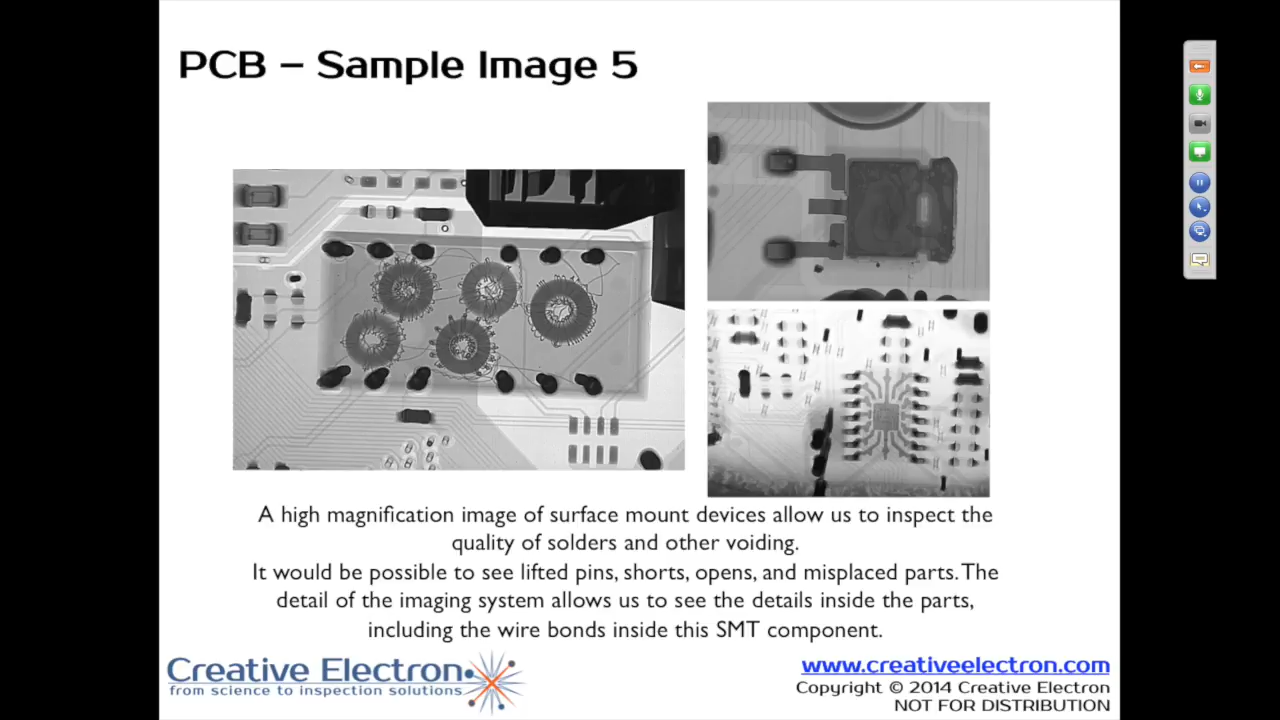 PCB – Sample Image 5
A high magnification image of surface mount devices allow us to inspect the
quality of solders and other voiding.
It would be possible to see lifted pins, shorts, opens, and misplaced parts. The
detail of the imaging system allows us to see the details inside the parts,
including the wire bonds inside this SMT component.
Creative Electron
from science to inspection solutions
www.creativeelectron.com
Copyright © 2014 Creative Electron
NOT FOR DISTRIBUTION